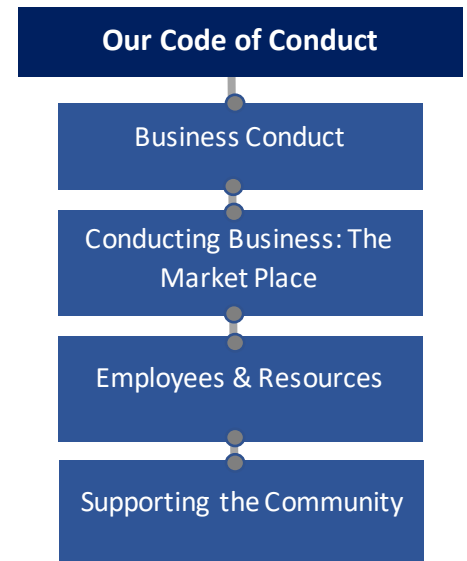 Our Code of Conduct
Business Conduct
Conducting Business: The
Market Place
Employees & Resources
Supporting the Community